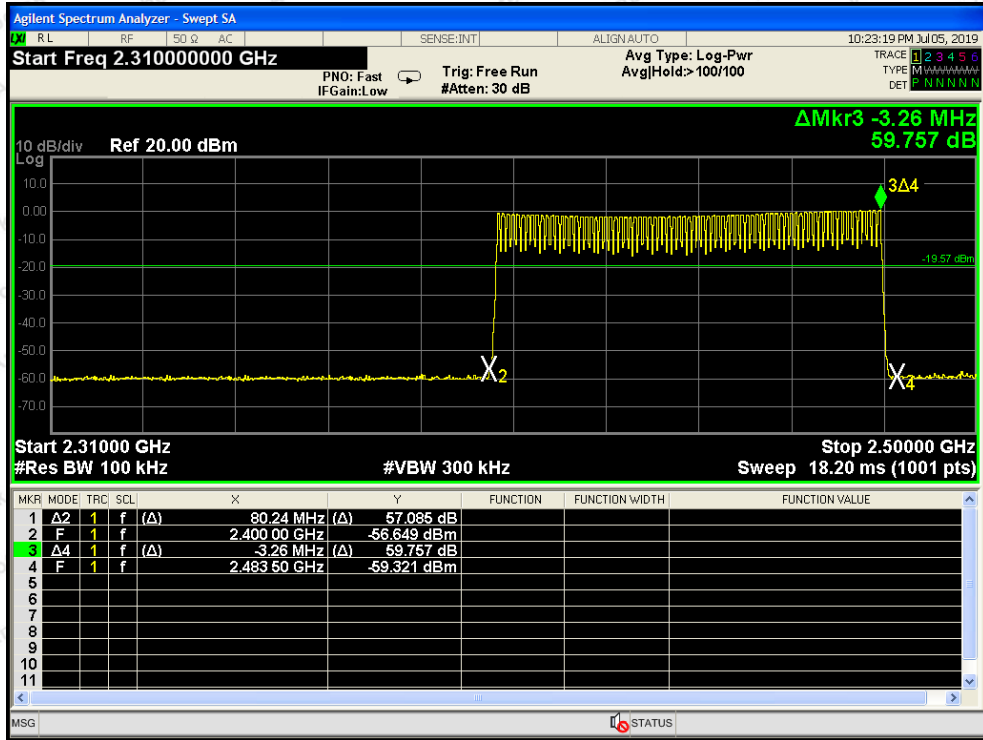 Agilent Spectrum Analyzer - Swept SA
LXI RL RF 50 Ω AC SENSE:INT ALIGN AUTO 10:23:19 PM Jul 05, 2019
Start Freq 2.310000000 GHz
PNO: Fast
IFGain:Low
Trig: Free Run
#Atten: 30 dB
Avg Type: Log-Pwr
Avg|Hold:>100/100
TRACE 1 2 3 4 5 6
TYPE MWWWWW
DET P N N N N N
ΔMkr3 -3.26 MHz
59.757 dB
10 dB/div Ref 20.00 dBm
Log
10.0
0.00
-10.0
-20.0
-30.0
-40.0
-50.0
-60.0
-70.0
3Δ4
-19.57 dBm
2
4
Start 2.31000 GHz Stop 2.50000 GHz
#Res BW 100 kHz #VBW 300 kHz Sweep 18.20 ms (1001 pts)
MKR MODE TRC SCL X Y FUNCTION FUNCTION WIDTH FUNCTION VALUE
1 Δ2 1 f (Δ) 80.24 MHz (Δ) 57.085 dB
2 F 1 f 2.400 00 GHz -56.649 dBm
3 Δ4 1 f (Δ) -3.26 MHz (Δ) 59.757 dB
4 F 1 f 2.483 50 GHz -59.321 dBm
5
6
7
8
9
10
11
MSG STATUS